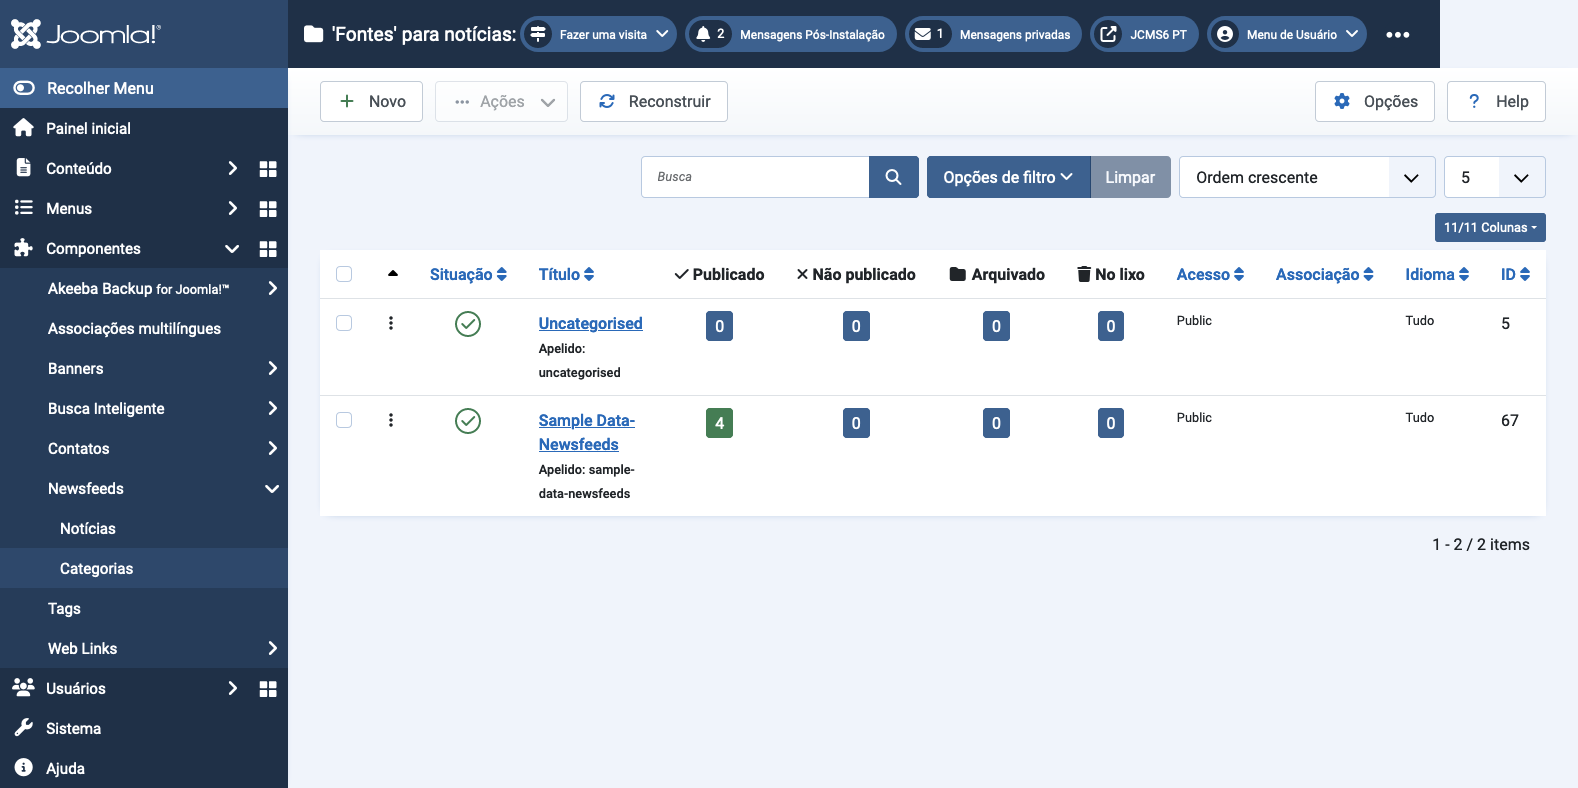 Joomla!®
'Fontes' para notícias:
Fazer uma visita
2 Mensagens Pós-Instalação
1 Mensagens privadas
JCMS6 PT
Menu de Usuário
Recolher Menu
Painel inicial
Conteúdo
Menus
Componentes
Akeeba Backup for Joomla!™
Associações multilíngues
Banners
Busca Inteligente
Contatos
Newsfeeds
Notícias
Categorias
Tags
Web Links
Usuários
Sistema
Ajuda
Novo
Ações
Reconstruir
Opções
? Help
Busca
Opções de filtro
Limpar
Ordem crescente
5
11/11 Colunas
Situação Título Publicado Não publicado Arquivado No lixo Acesso Associação Idioma ID
Uncategorised 0 0 0 0 Public Tudo 5
Apelido:
uncategorised
Sample Data- 4 0 0 0 Public Tudo 67
Newsfeeds
Apelido: sample-
data-newsfeeds
1 - 2 / 2 items